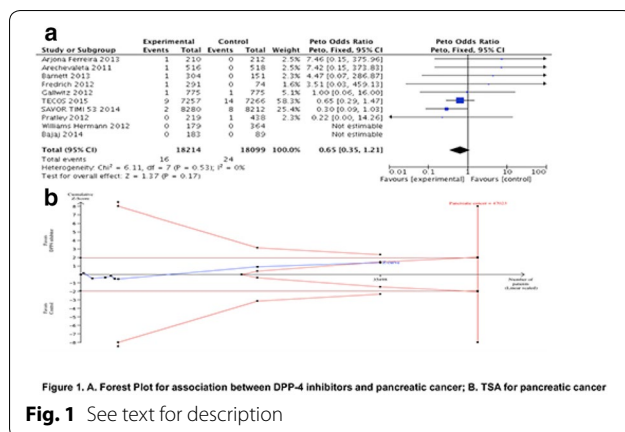 a
Experimental Control Peto Odds Ratio Peto Odds Ratio
Study or Subgroup Events Total Events Total Weight Peto, Fixed, 95% CI Peto, Fixed, 95% CI
Arjona Ferreira 2013 1 210 0 212 2.5% 7.46 [0.15, 375.96]
Arechevaleta 2011 1 516 0 518 2.5% 7.42 [0.15, 373.83]
Barnett 2013 1 304 0 151 2.4% 4.47 [0.07, 286.87]
Fredrich 2012 1 291 0 74 1.6% 3.51 [0.03, 459.13]
Gallwitz 2012 1 775 1 775 5.1% 1.00 [0.06, 16.00]
TECOS 2015 9 7257 14 7266 58.3% 0.65 [0.29, 1.47]
SAVOR TIMI 53 2014 2 8280 8 8212 25.4% 0.30 [0.09, 1.03]
Pratley 2012 0 219 1 438 2.3% 0.22 [0.00, 14.26]
Williams Hermann 2012 0 179 0 364 Not estimable
Bajaj 2014 0 183 0 89 Not estimable
Total (95% CI) 18214 18099 100.0% 0.65 [0.35, 1.21]
Total events 16 24
Heterogeneity: Chi² = 6.11, df = 7 (P = 0.53); I² = 0%
Test for overall effect: Z = 1.37 (P = 0.17)
0.01 0.1 1 10 100
Favours [experimental] Favours [control]
b
Cumulative
Number of
patients
(Linear scaled)
Figure 1. A. Forest Plot for association between DPP-4 inhibitors and pancreatic cancer; B. TSA for pancreatic cancer
Fig. 1 See text for description